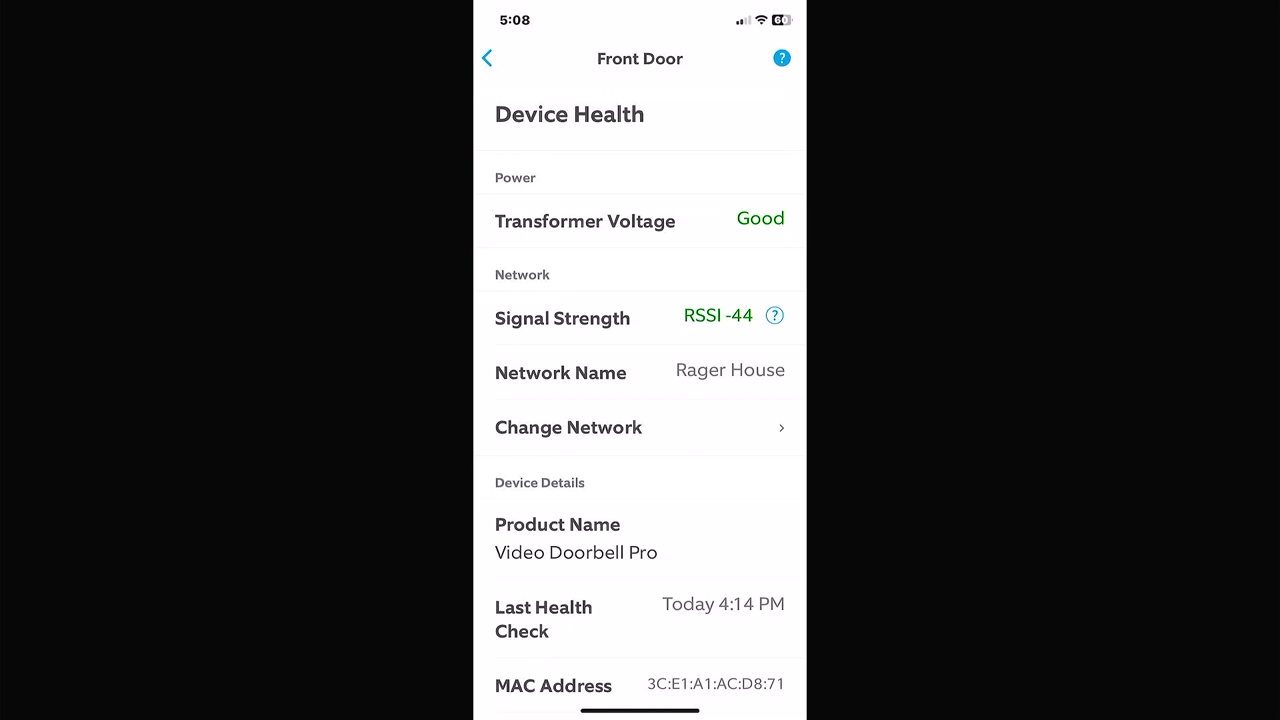 5:08 60
Front Door ?
Device Health
Power
Transformer Voltage Good
Network
Signal Strength RSSI -44 ?
Network Name Rager House
Change Network
Device Details
Product Name
Video Doorbell Pro
Last Health Today 4:14 PM
Check
MAC Address 3C:E1:A1:AC:D8:71